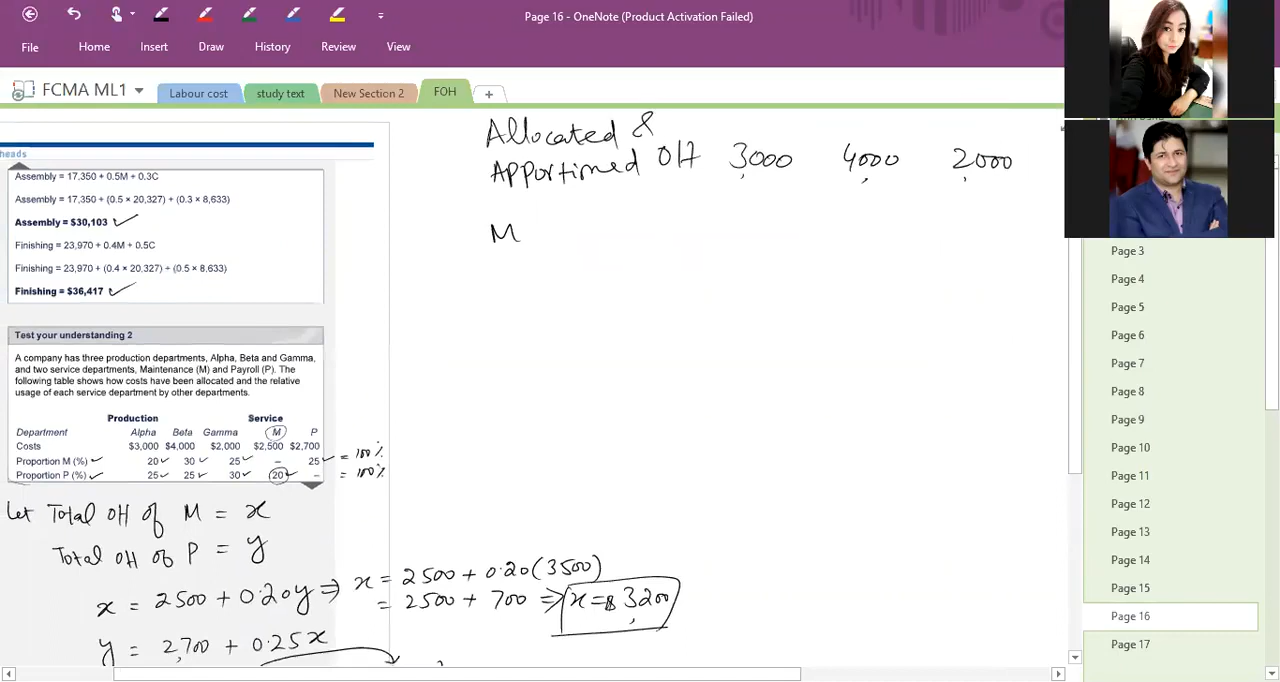 Page 16 - OneNote (Product Activation Failed)
File Home Insert Draw History Review View
FCMA ML1 Labour cost study text New Section 2 FOH +
heads
Assembly = 17,350 + 0.5M + 0.3C
Assembly = 17,350 + (0.5 × 20,327) + (0.3 × 8,633)
Assembly = $30,103
Finishing = 23,970 + 0.4M + 0.5C
Finishing = 23,970 + (0.4 × 20,327) + (0.5 × 8,633)
Finishing = $36,417
Test your understanding 2
A company has three production departments, Alpha, Beta and Gamma,
and two service departments, Maintenance (M) and Payroll (P). The
following table shows how costs have been allocated and the relative
usage of each service department by other departments.
Production Service
Department Alpha Beta Gamma M P
Costs $3,000 $4,000 $2,000 $2,500 $2,700
Proportion M (%) 20 30 25 – 25 = 100%
Proportion P (%) 25 25 30 20 – = 100%
Let Total OH of M = x
Total OH of P = y
x = 2500 + 0.20y ⇒ x = 2500 + 0.20(3500)
= 2500 + 700 ⇒ x = $3200
y = 2,700 + 0.25x
Allocated &
Apportioned OH 3000 4000 2000
M
Page 3
Page 4
Page 5
Page 6
Page 7
Page 8
Page 9
Page 10
Page 11
Page 12
Page 13
Page 14
Page 15
Page 16
Page 17